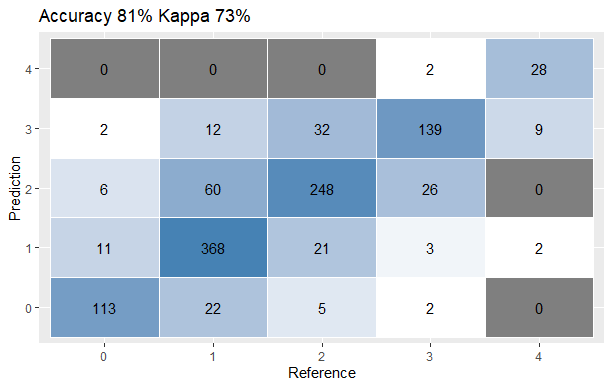 Accuracy 81% Kappa 73%
4 0 0 0 2 28
3 2 12 32 139 9
2 6 60 248 26 0
1 11 368 21 3 2
0 113 22 5 2 0
0 1 2 3 4
Reference
Prediction